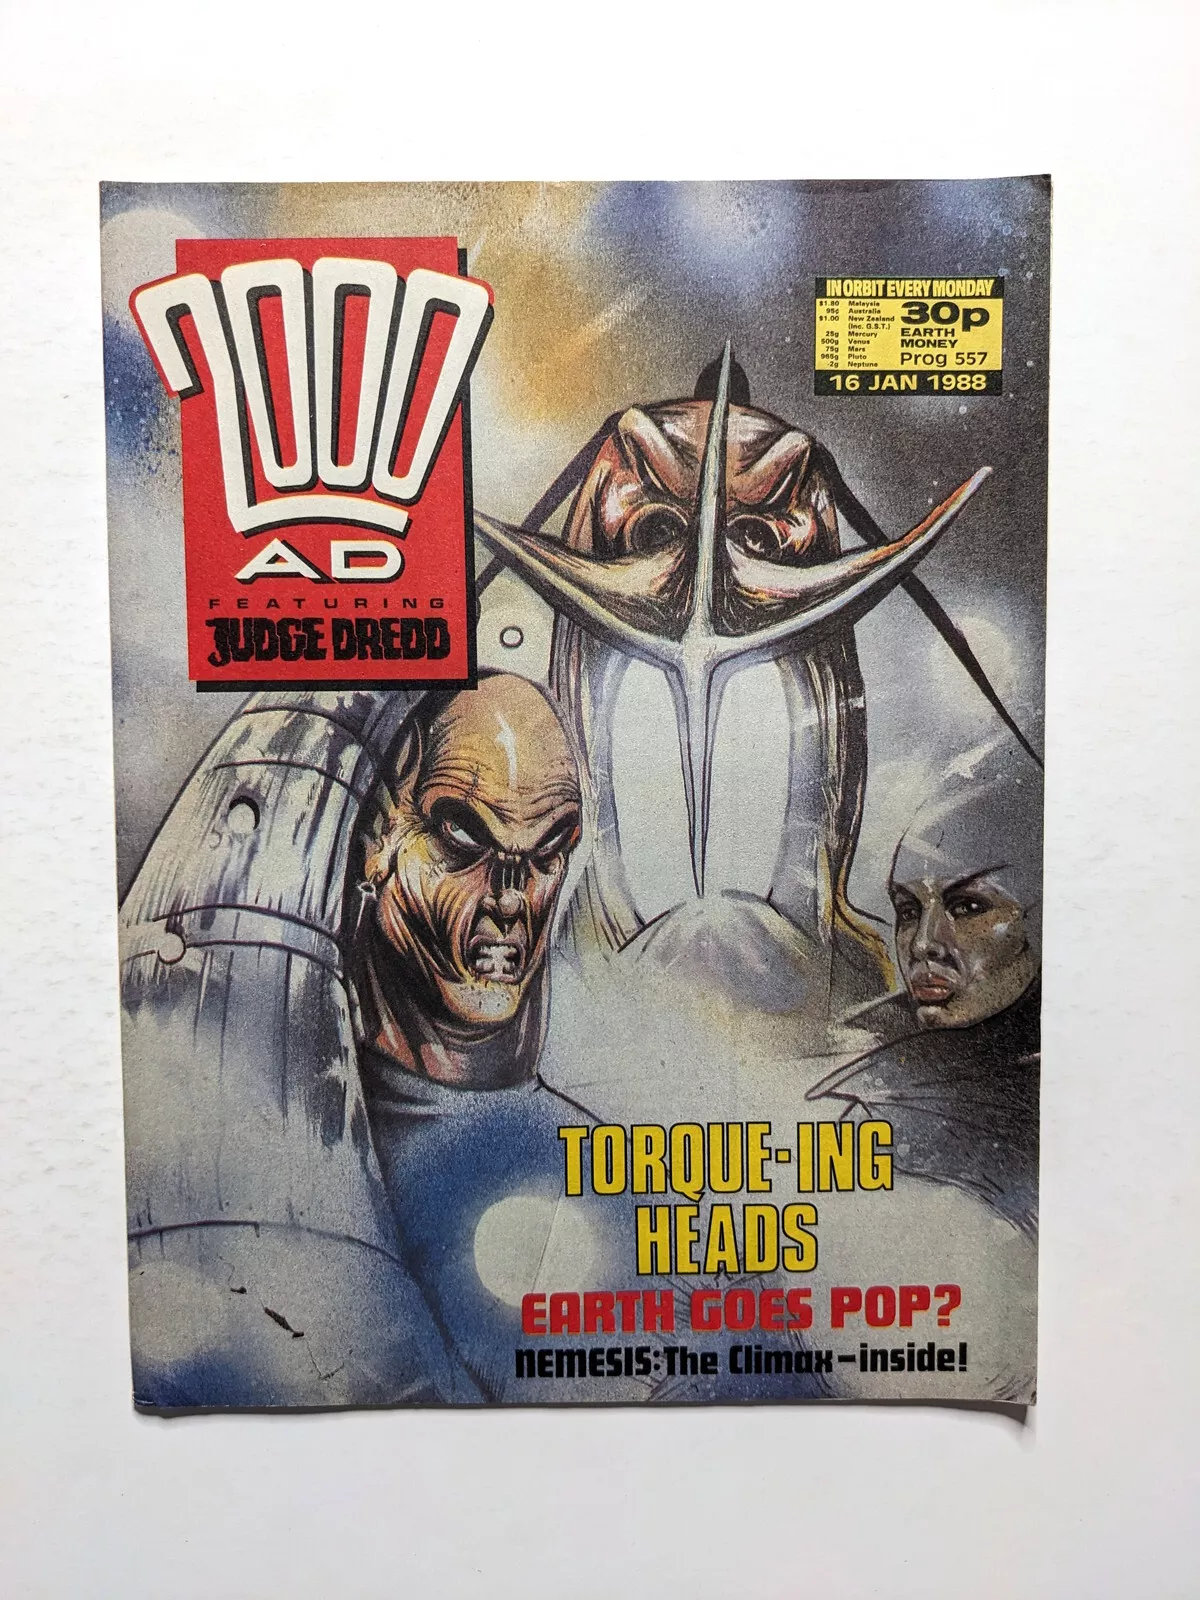 2000
AD
FEATURING
JUDGE DREDD
IN ORBIT EVERY MONDAY
$1.80 Malaysia
95c Australia
$1.00 New Zealand
(Inc. G.S.T.)
25g Mercury
500g Venus
75g Mars
965g Pluto
-2g Neptune
30p
EARTH
MONEY
Prog 557
16 JAN 1988
TORQUE-ING
HEADS
EARTH GOES POP?
NEMESIS: The Climax – inside!